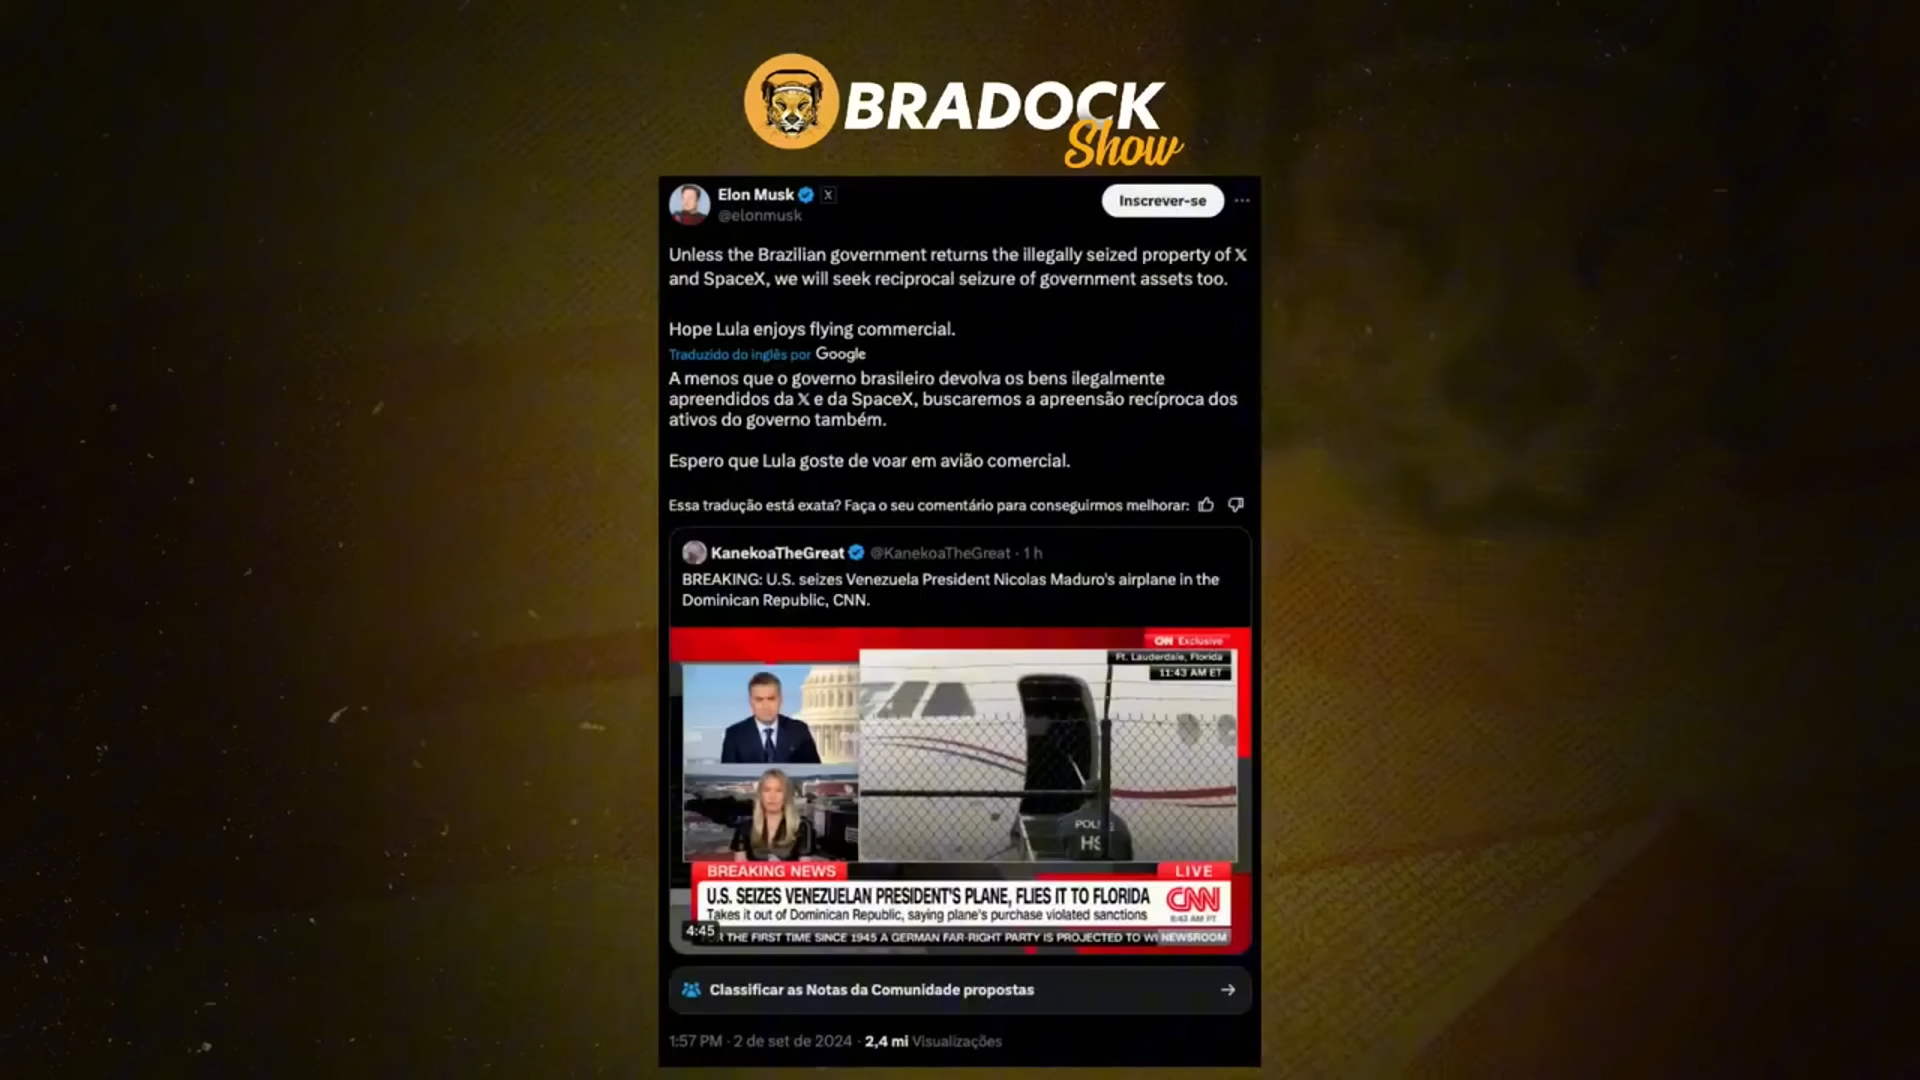 BRADOCK
Show
Elon Musk
@elonmusk
Inscrever-se
Unless the Brazilian government returns the illegally seized property of X
and SpaceX, we will seek reciprocal seizure of government assets too.
Hope Lula enjoys flying commercial.
Traduzido do inglês por Google
A menos que o governo brasileiro devolva os bens ilegalmente
apreendidos da X e da SpaceX, buscaremos a apreensão recíproca dos
ativos do governo também.
Espero que Lula goste de voar em avião comercial.
Essa tradução está exata? Faça o seu comentário para conseguirmos melhorar:
KanekoaTheGreat @KanekoaTheGreat · 1 h
BREAKING: U.S. seizes Venezuela President Nicolas Maduro's airplane in the
Dominican Republic, CNN.
CNN Exclusive
Ft. Lauderdale, Florida
11:43 AM ET
POLI
HS
BREAKING NEWS
LIVE
U.S. SEIZES VENEZUELAN PRESIDENT'S PLANE, FLIES IT TO FLORIDA
CNN
Takes it out of Dominican Republic, saying plane's purchase violated sanctions
8:43 AM PT
4:45
THE FIRST TIME SINCE 1945 A GERMAN FAR-RIGHT PARTY IS PROJECTED TO WI NEWSROOM
Classificar as Notas da Comunidade propostas
1:57 PM · 2 de set de 2024 · 2,4 mi Visualizações